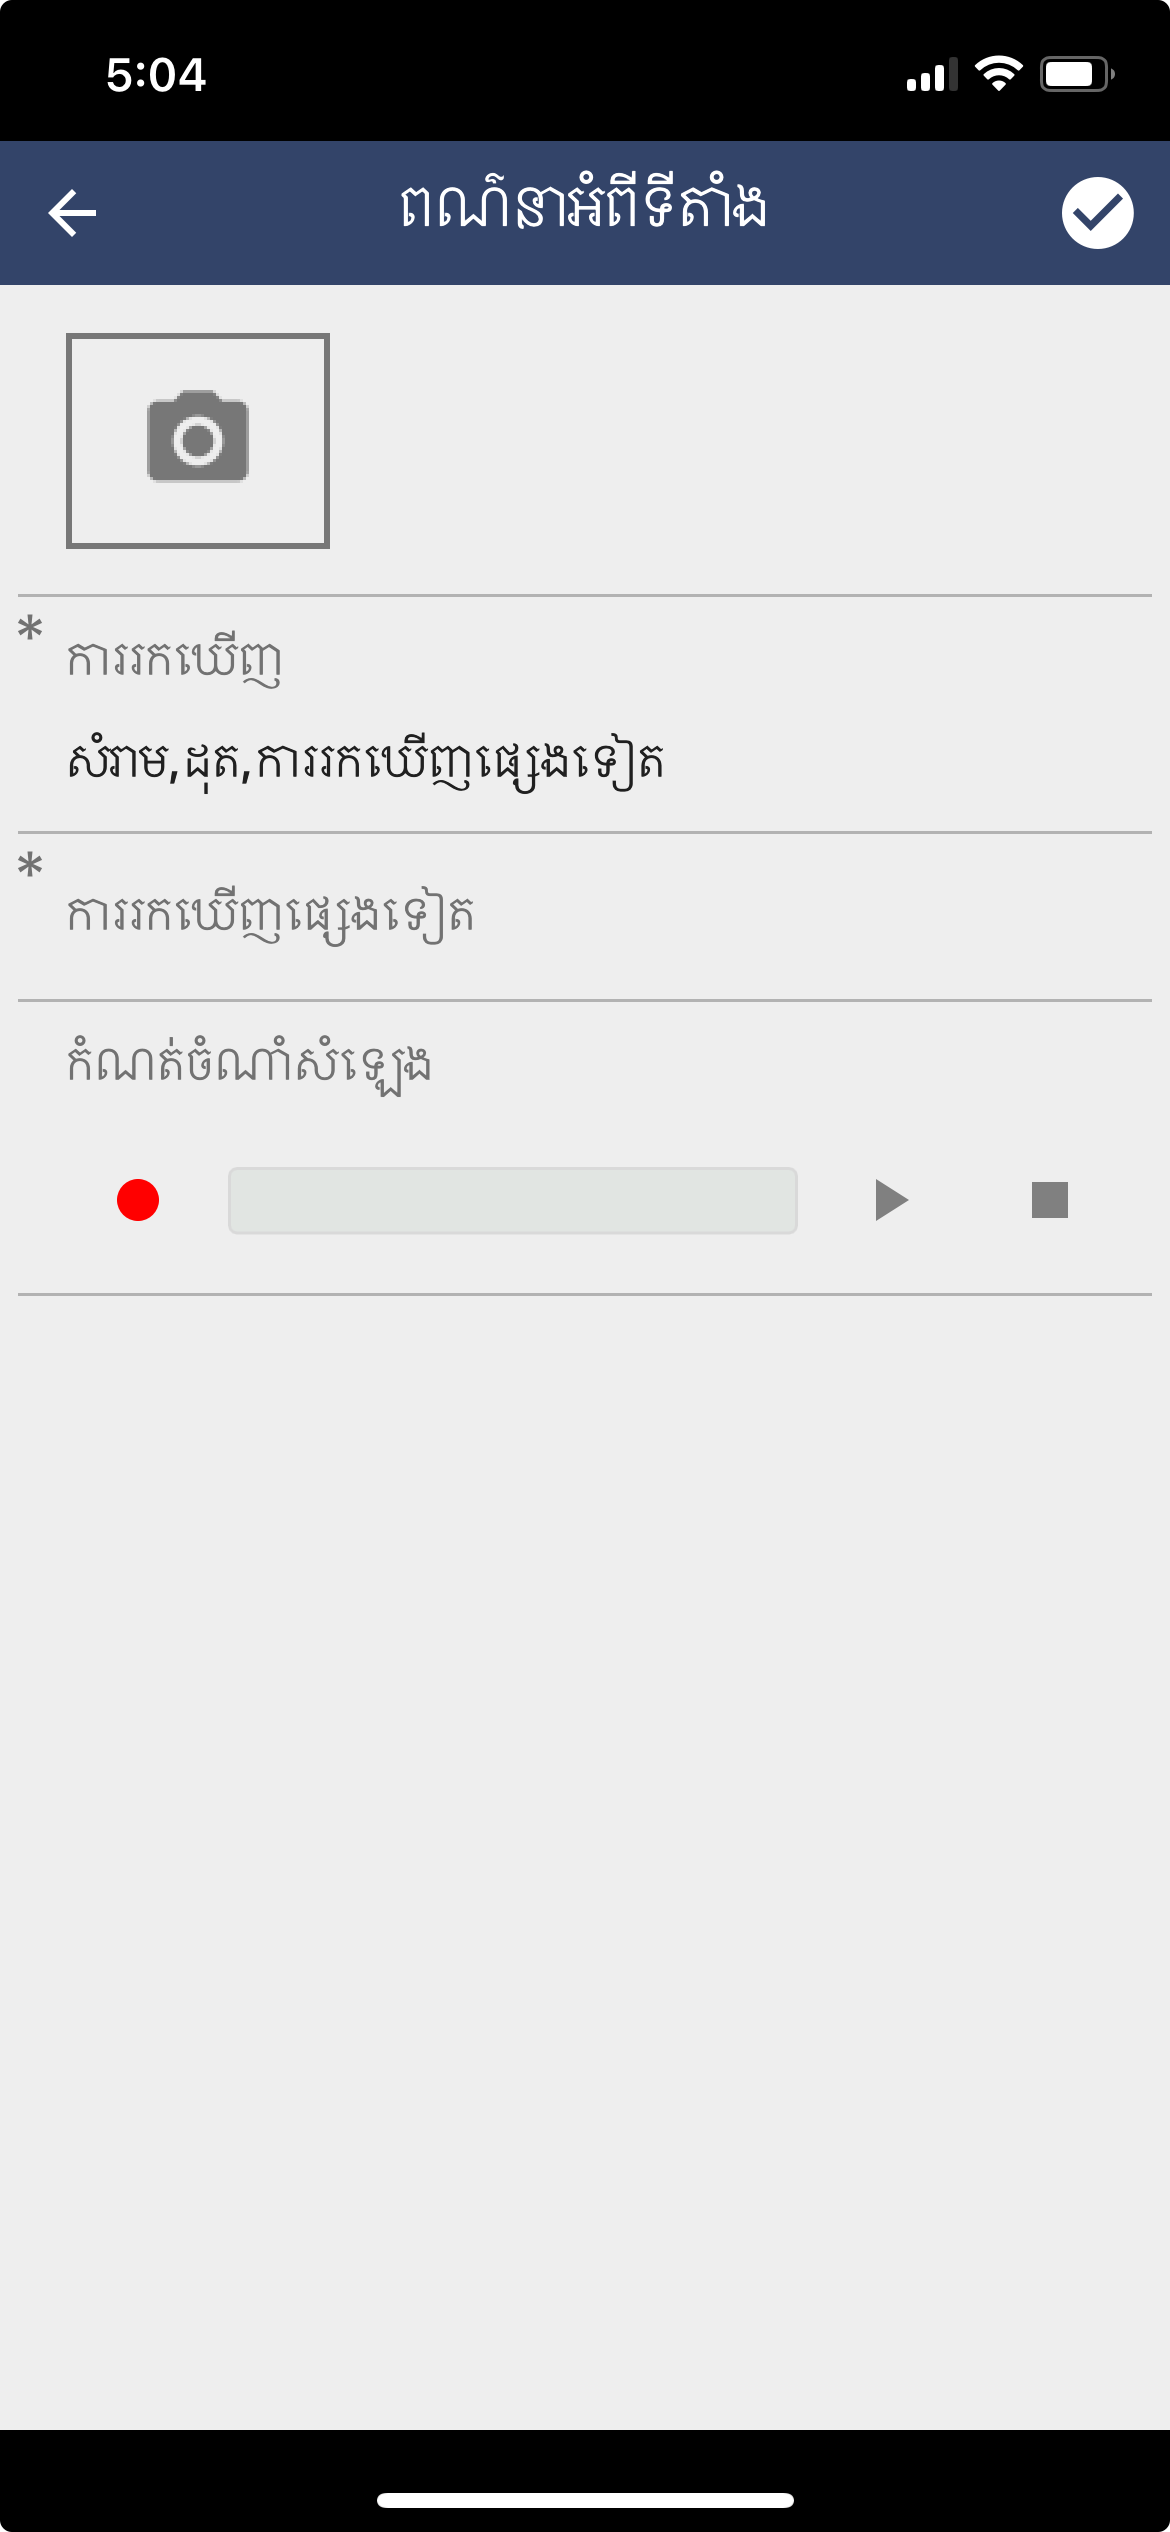 5:04
ពណ៌នាអំពីទីតាំង
*
ការរកឃើញ
សំរាម,ដុត,ការរកឃើញផ្សេងទៀត
*
ការរកឃើញផ្សេងទៀត
កំណត់ចំណាំសំឡេង